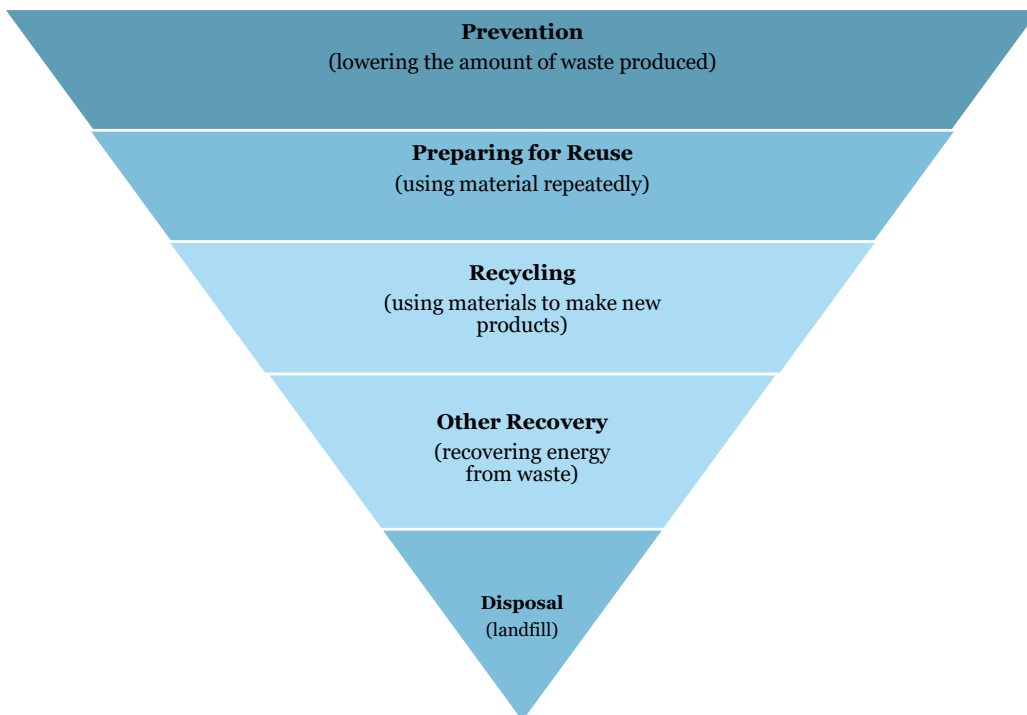 Prevention
(lowering the amount of waste produced)
Preparing for Reuse
(using material repeatedly)
Recycling
(using materials to make new
products)
Other Recovery
(recovering energy
from waste)
Disposal
(landfill)